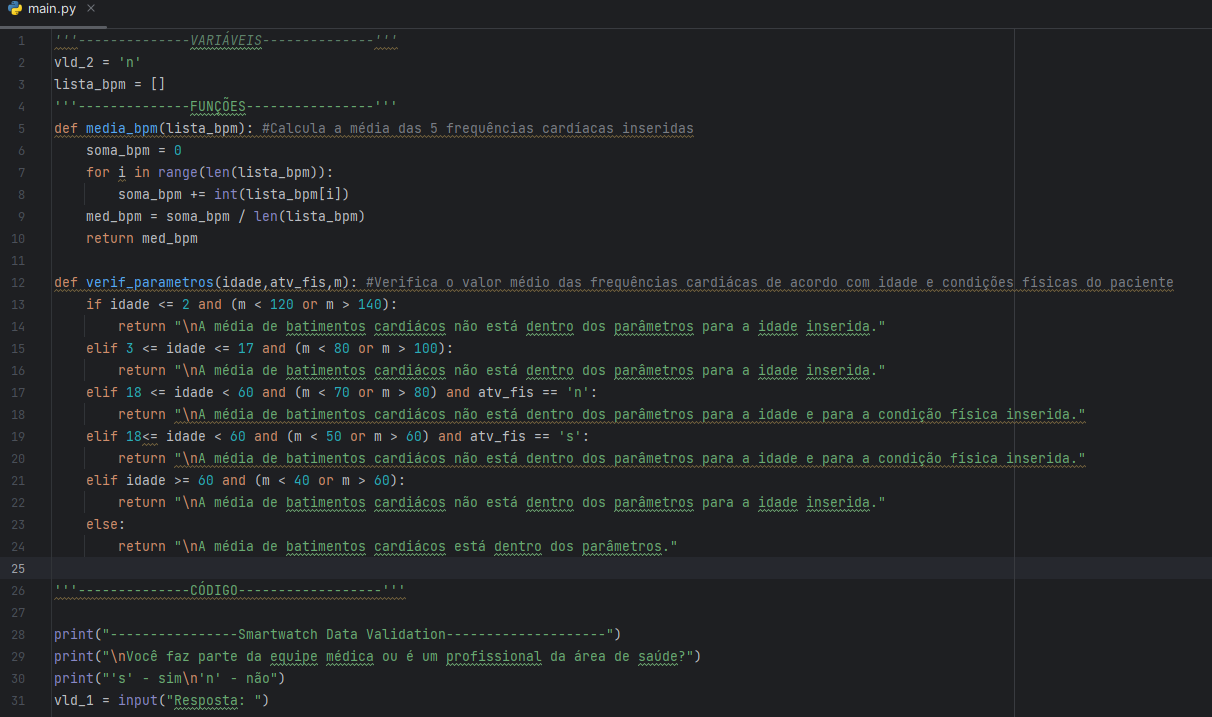 main.py ×
1 '''--------------VARIÁVEIS--------------'''
2 vld_2 = 'n'
3 lista_bpm = []
4 '''--------------FUNÇÕES----------------'''
5 def media_bpm(lista_bpm): #Calcula a média das 5 frequências cardíacas inseridas
6     soma_bpm = 0
7     for i in range(len(lista_bpm)):
8         soma_bpm += int(lista_bpm[i])
9     med_bpm = soma_bpm / len(lista_bpm)
10     return med_bpm
11
12 def verif_parametros(idade,atv_fis,m): #Verifica o valor médio das frequências cardiácas de acordo com idade e condições físicas do paciente
13     if idade <= 2 and (m < 120 or m > 140):
14         return "\nA média de batimentos cardiácos não está dentro dos parâmetros para a idade inserida."
15     elif 3 <= idade <= 17 and (m < 80 or m > 100):
16         return "\nA média de batimentos cardiácos não está dentro dos parâmetros para a idade inserida."
17     elif 18 <= idade < 60 and (m < 70 or m > 80) and atv_fis == 'n':
18         return "\nA média de batimentos cardiácos não está dentro dos parâmetros para a idade e para a condição física inserida."
19     elif 18<= idade < 60 and (m < 50 or m > 60) and atv_fis == 's':
20         return "\nA média de batimentos cardiácos não está dentro dos parâmetros para a idade e para a condição física inserida."
21     elif idade >= 60 and (m < 40 or m > 60):
22         return "\nA média de batimentos cardiácos não está dentro dos parâmetros para a idade inserida."
23     else:
24         return "\nA média de batimentos cardiácos está dentro dos parâmetros."
25
26 '''--------------CÓDIGO------------------'''
27
28 print("----------------Smartwatch Data Validation--------------------")
29 print("\nVocê faz parte da equipe médica ou é um profissional da área de saúde?")
30 print("'s' - sim\n'n' - não")
31 vld_1 = input("Resposta: ")